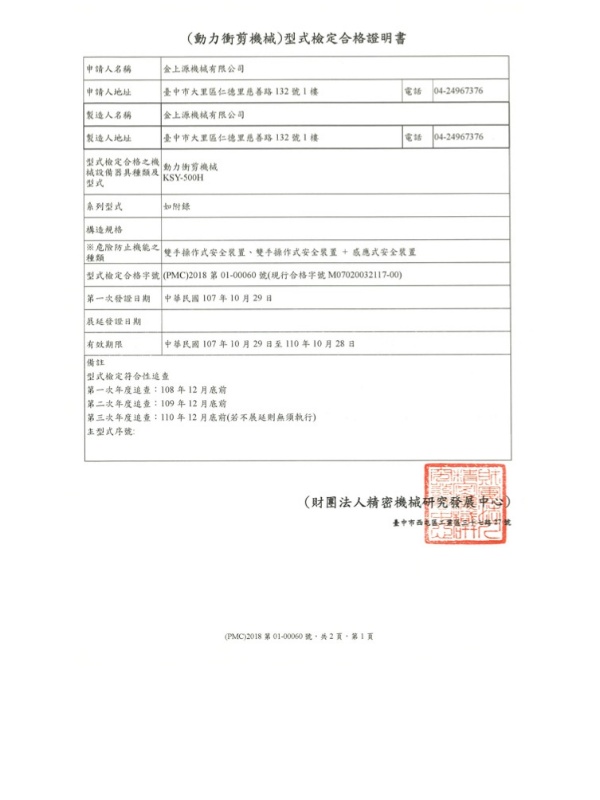 (動力衝剪機械)型式檢定合格證明書
申請人名稱 金上源機械有限公司
申請人地址 臺中市大里區仁德里慈善路 132 號 1 樓 電話 04-24967376
製造人名稱 金上源機械有限公司
製造人地址 臺中市大里區仁德里慈善路 132 號 1 樓 電話 04-24967376
型式檢定合格之機
械設備器具種類及
型式
動力衝剪機械
KSY-500H
系列型式 如附錄
構造規格
※危險防止機能之
種類
雙手操作式安全裝置、雙手操作式安全裝置 + 感應式安全裝置
型式檢定合格字號 (PMC)2018 第 01-00060 號(現行合格字號 M07020032117-00)
第一次發證日期 中華民國 107 年 10 月 29 日
展延發證日期
有效期限 中華民國 107 年 10 月 29 日至 110 年 10 月 28 日
備註
型式檢定符合性追查
第一次年度追查：108 年 12 月底前
第二次年度追查：109 年 12 月底前
第三次年度追查：110 年 12 月底前(若不展延則無須執行)
主型式序號:
(財團法人精密機械研究發展中心)
臺中市西屯區工業區三十七路 27 號
(PMC)2018 第 01-00060 號，共 2 頁，第 1 頁